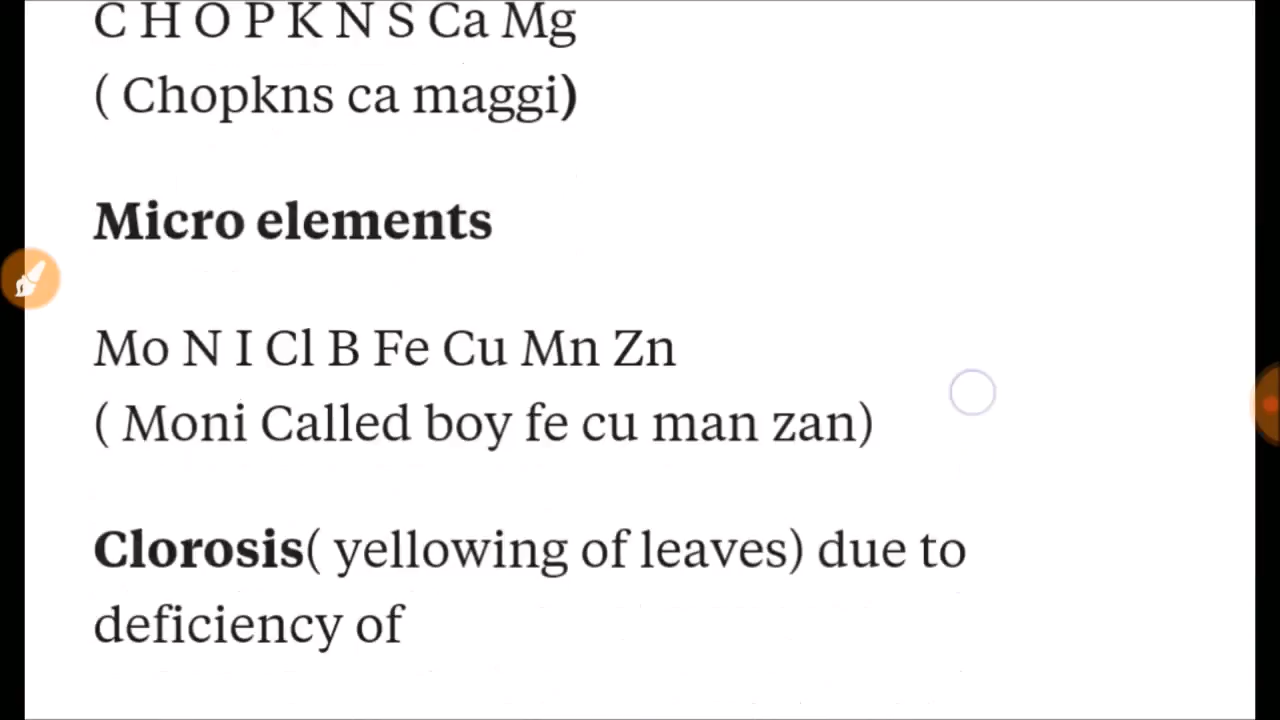 C H O P K N S Ca Mg
( Chopkns ca maggi)
Micro elements
Mo N I Cl B Fe Cu Mn Zn
( Moni Called boy fe cu man zan)
Clorosis( yellowing of leaves) due to
deficiency of